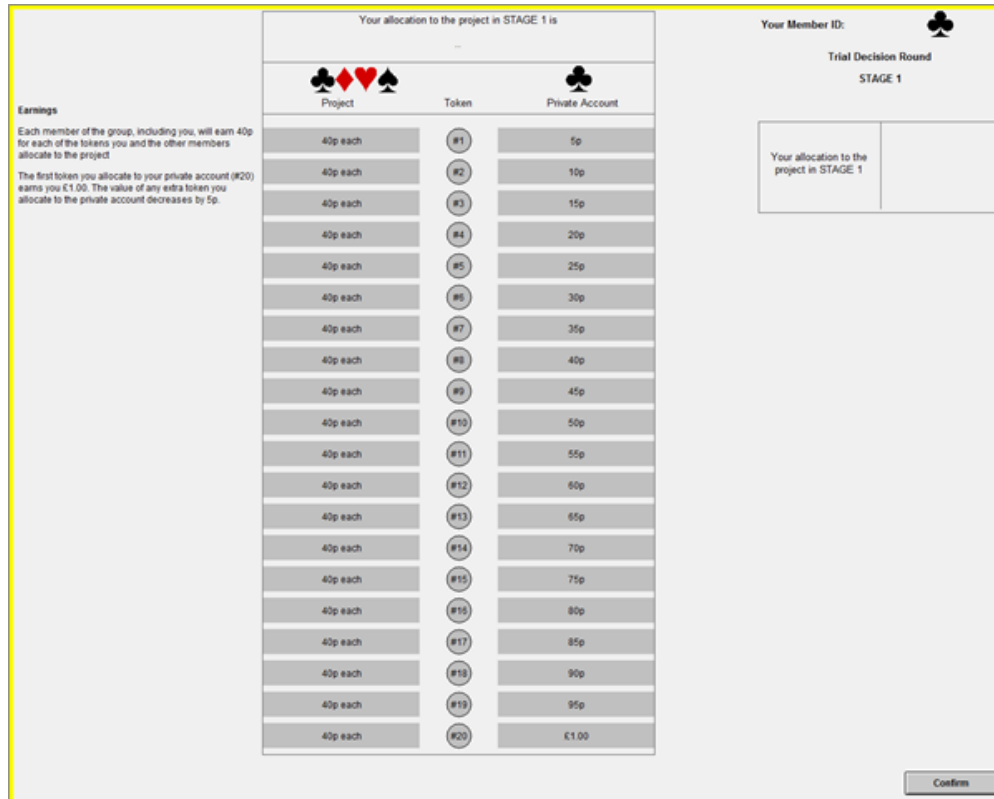 Your allocation to the project in STAGE 1 is
...
Your Member ID:
Trial Decision Round
STAGE 1
Project Token Private Account
Earnings
Each member of the group, including you, will earn 40p
for each of the tokens you and the other members
allocate to the project
The first token you allocate to your private account (#20)
earns you £1.00. The value of any extra token you
allocate to the private account decreases by 5p.
40p each #1 5p
40p each #2 10p
40p each #3 15p
40p each #4 20p
40p each #5 25p
40p each #6 30p
40p each #7 35p
40p each #8 40p
40p each #9 45p
40p each #10 50p
40p each #11 55p
40p each #12 60p
40p each #13 65p
40p each #14 70p
40p each #15 75p
40p each #16 80p
40p each #17 85p
40p each #18 90p
40p each #19 95p
40p each #20 £1.00
Your allocation to the
project in STAGE 1
Confirm